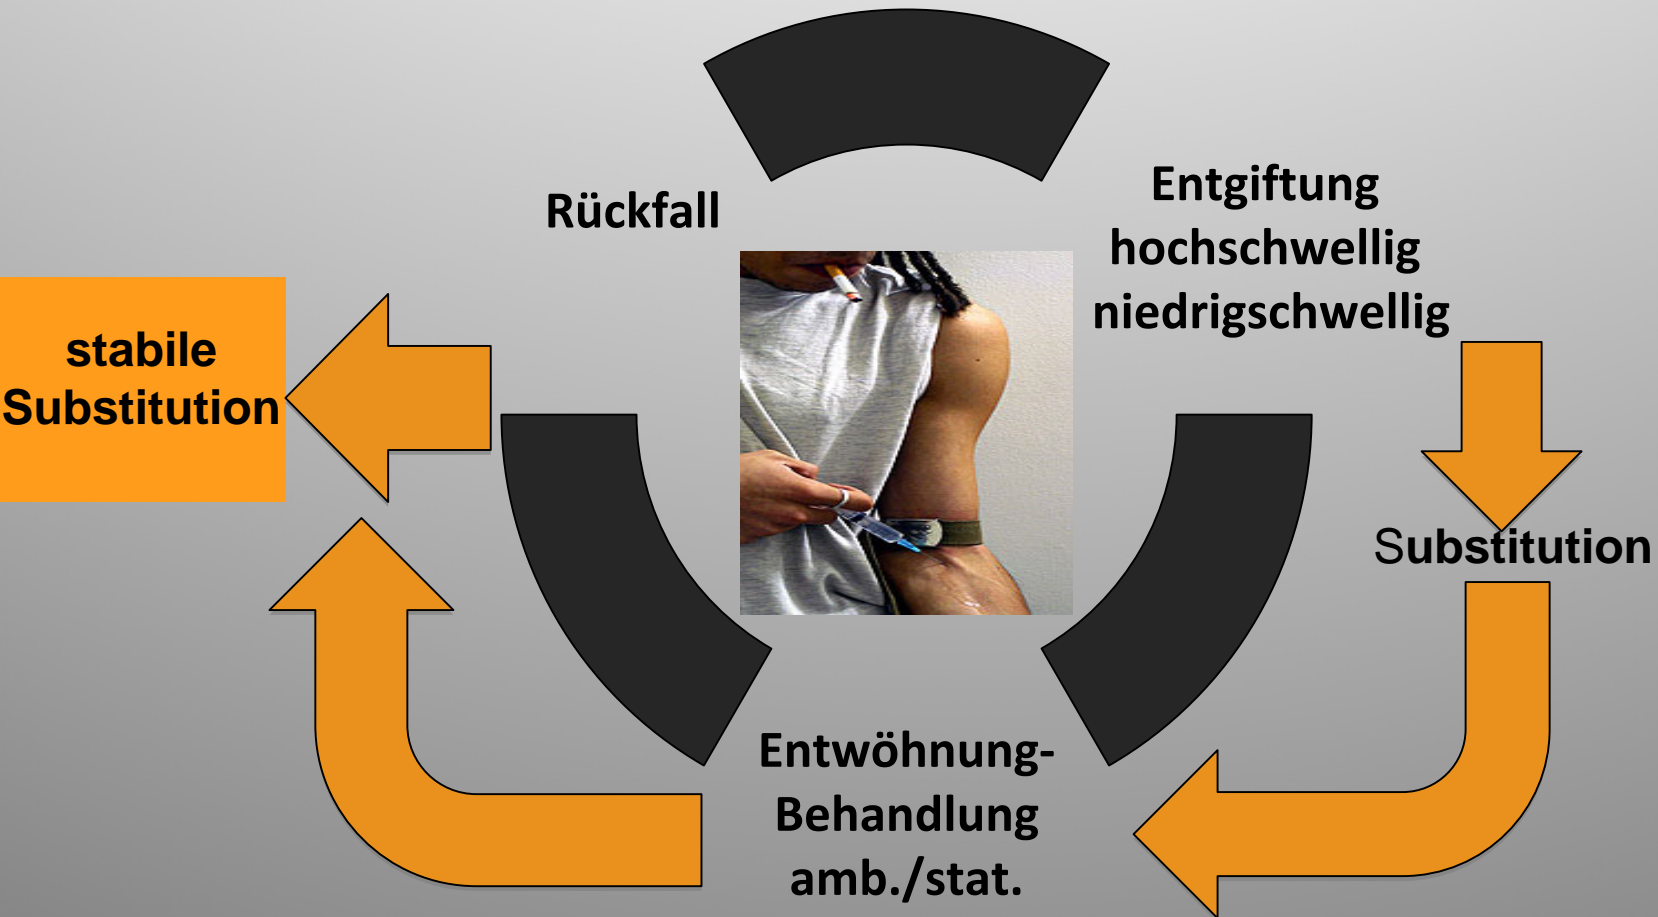 Rückfall
Entgiftung
hochschwellig
niedrigschwellig
stabile
Substitution
Substitution
Entwöhnung-
Behandlung
amb./stat.